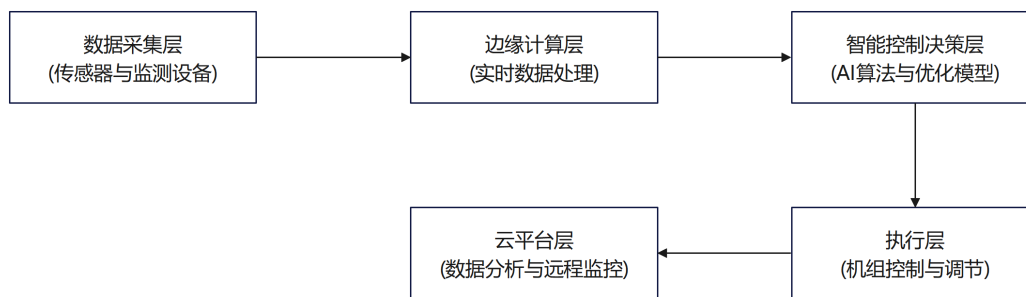 数据采集层
(传感器与监测设备)
边缘计算层
(实时数据处理)
智能控制决策层
(AI算法与优化模型)
云平台层
(数据分析与远程监控)
执行层
(机组控制与调节)